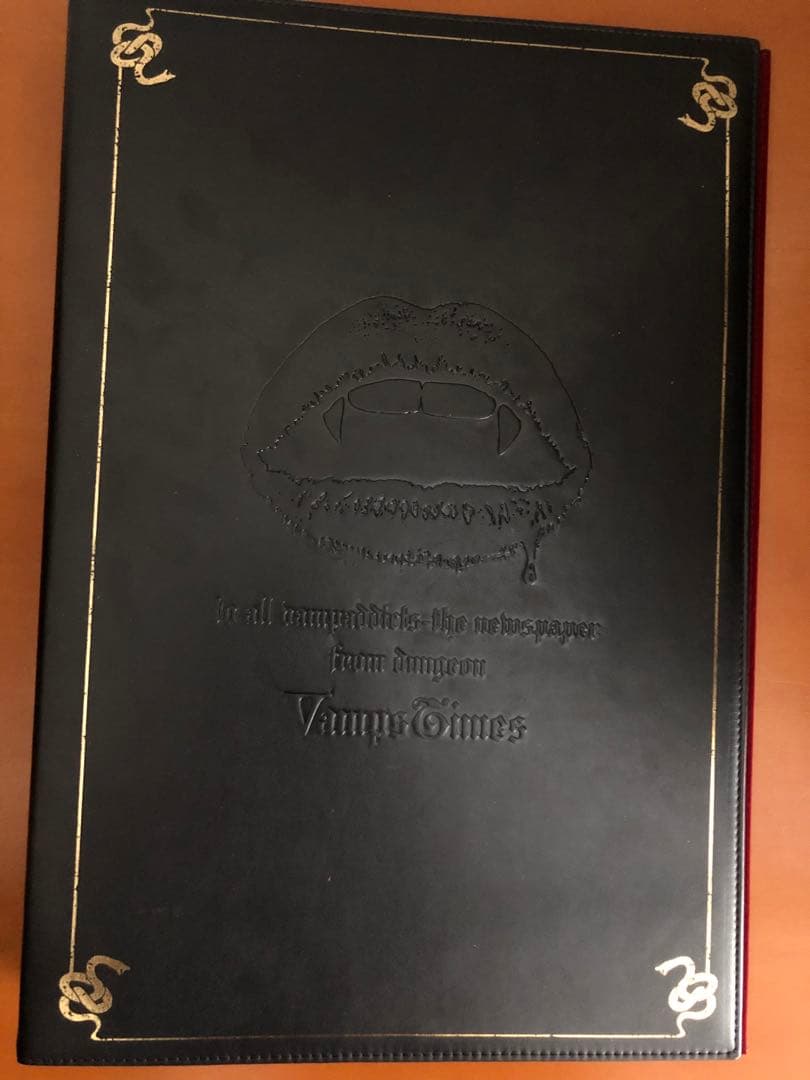 to all vampaddicts-the newspaper
from dungeon
VampsTimes